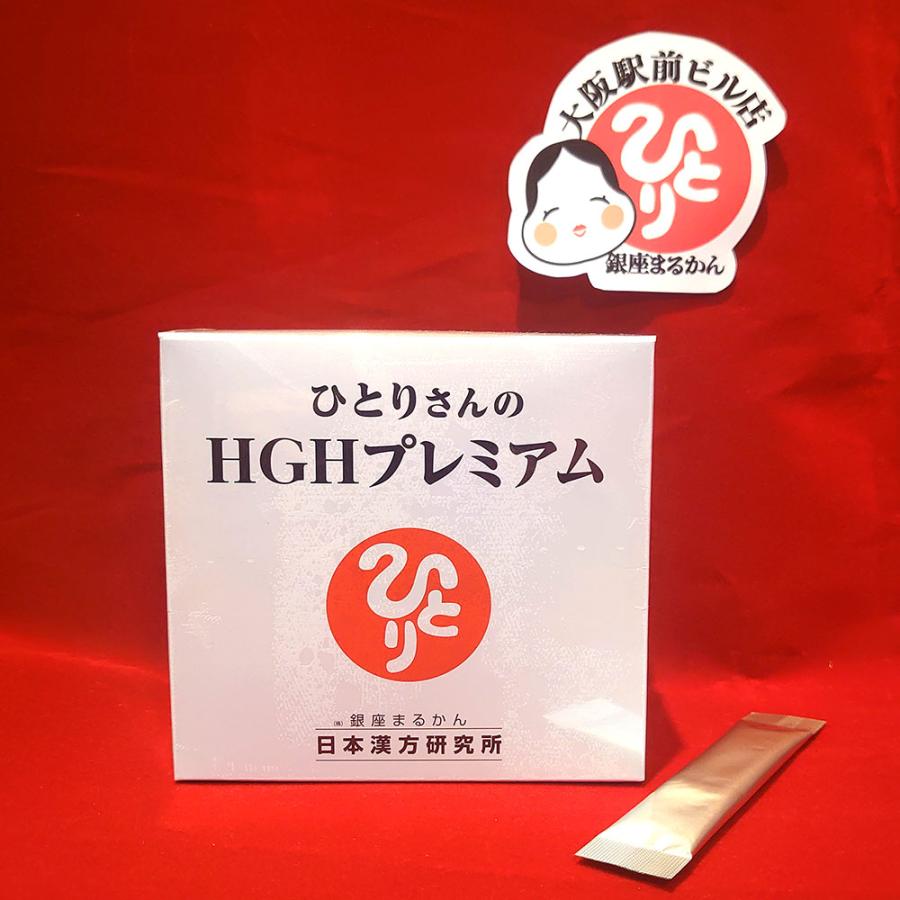 大阪駅前ビル店
ひとり
銀座まるかん
ひとりさんの
HGHプレミアム
ひとり
㈱ 銀座まるかん
日本漢方研究所